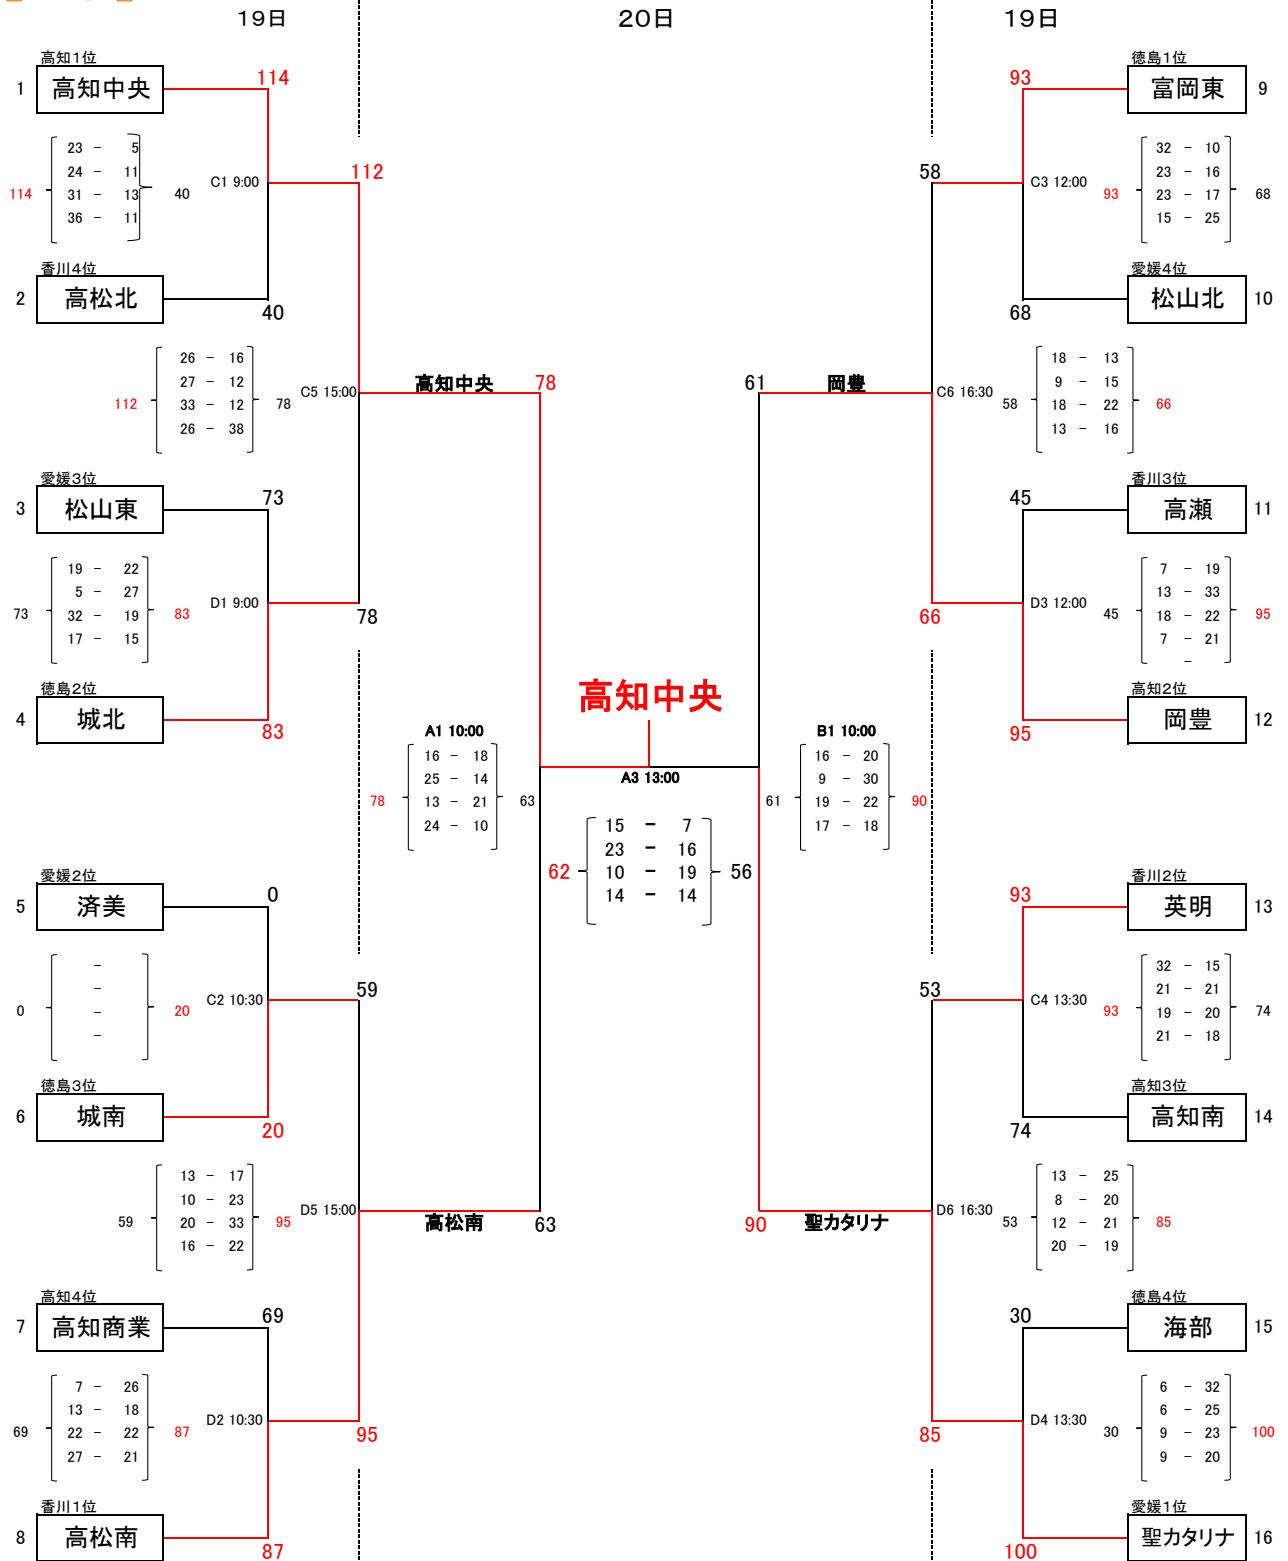 19日
20日
19日
高知1位
1 高知中央
114
23 - 5
24 - 11
31 - 13
36 - 11
114
40
C1 9:00
112
香川4位
2 高松北
40
26 - 16
27 - 12
33 - 12
26 - 38
112
78
C5 15:00
高知中央
78
愛媛3位
3 松山東
73
19 - 22
5 - 27
32 - 19
17 - 15
73
83
D1 9:00
78
徳島2位
4 城北
83
A1 10:00
16 - 18
25 - 14
13 - 21
24 - 10
78
63
愛媛2位
5 済美
0
-
-
-
-
0
20
C2 10:30
59
徳島3位
6 城南
20
13 - 17
10 - 23
20 - 33
16 - 22
59
95
D5 15:00
高松南
63
高知4位
7 高知商業
69
7 - 26
13 - 18
22 - 22
27 - 21
69
87
D2 10:30
95
香川1位
8 高松南
87
高知中央
A3 13:00
15 - 7
23 - 16
10 - 19
14 - 14
62
56
徳島1位
富岡東 9
93
32 - 10
23 - 16
23 - 17
15 - 25
93
68
C3 12:00
58
愛媛4位
松山北 10
68
18 - 13
9 - 15
18 - 22
13 - 16
58
66
C6 16:30
岡豊
61
香川3位
高瀬 11
45
7 - 19
13 - 33
18 - 22
7 - 21
-
45
95
D3 12:00
66
高知2位
岡豊 12
95
B1 10:00
16 - 20
9 - 30
19 - 22
17 - 18
61
90
香川2位
英明 13
93
32 - 15
21 - 21
19 - 20
21 - 18
93
74
C4 13:30
53
高知3位
高知南 14
74
13 - 25
8 - 20
12 - 21
20 - 19
53
85
D6 16:30
聖カタリナ
90
徳島4位
海部 15
30
6 - 32
6 - 25
9 - 23
9 - 20
30
100
D4 13:30
85
愛媛1位
聖カタリナ 16
100